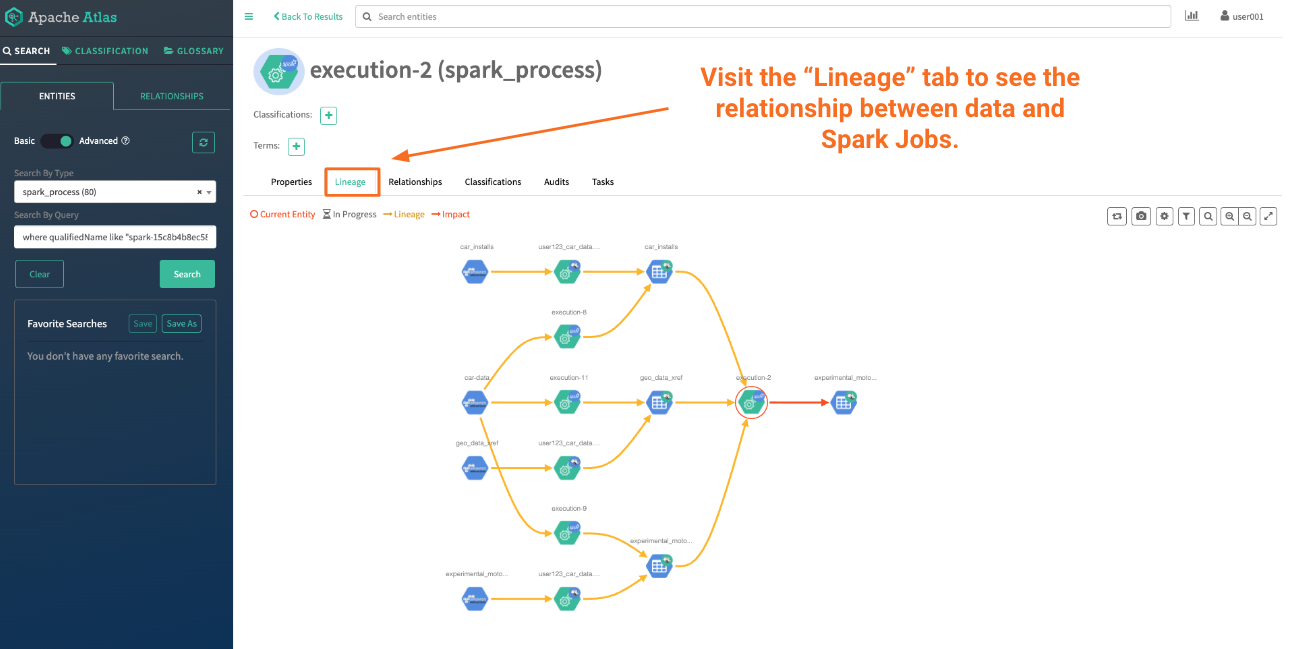 Apache Atlas
Back To Results
Search entities
user001
SEARCH
CLASSIFICATION
GLOSSARY
ENTITIES
RELATIONSHIPS
Basic
Advanced
Search By Type
spark_process (80)
Search By Query
where qualifiedName like "spark-15c8b4b8ec58
Clear
Search
Favorite Searches
Save
Save As
You don't have any favorite search.
execution-2 (spark_process)
Classifications:
Terms:
Visit the “Lineage” tab to see the
relationship between data and
Spark Jobs.
Properties
Lineage
Relationships
Classifications
Audits
Tasks
Current Entity
In Progress
Lineage
Impact
car_installs
user123_car_data....
car_installs
execution-8
car-data
execution-11
geo_data_xref
execution-2
experimental_moto...
geo_data_xref
user123_car_data....
execution-9
experimental_moto...
experimental_moto...
user123_car_data....